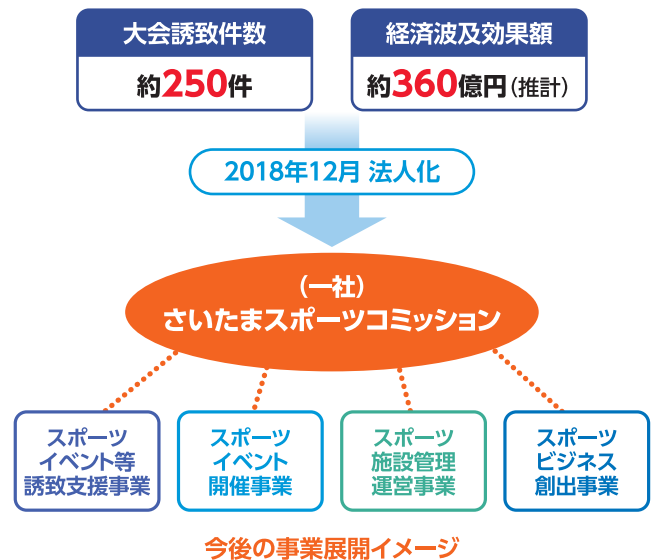 大会誘致件数
約250件
経済波及効果額
約360億円（推計）
2018年12月 法人化
（一社）
さいたまスポーツコミッション
スポーツ
イベント等
誘致支援事業
スポーツ
イベント
開催事業
スポーツ
施設管理
運営事業
スポーツ
ビジネス
創出事業
今後の事業展開イメージ